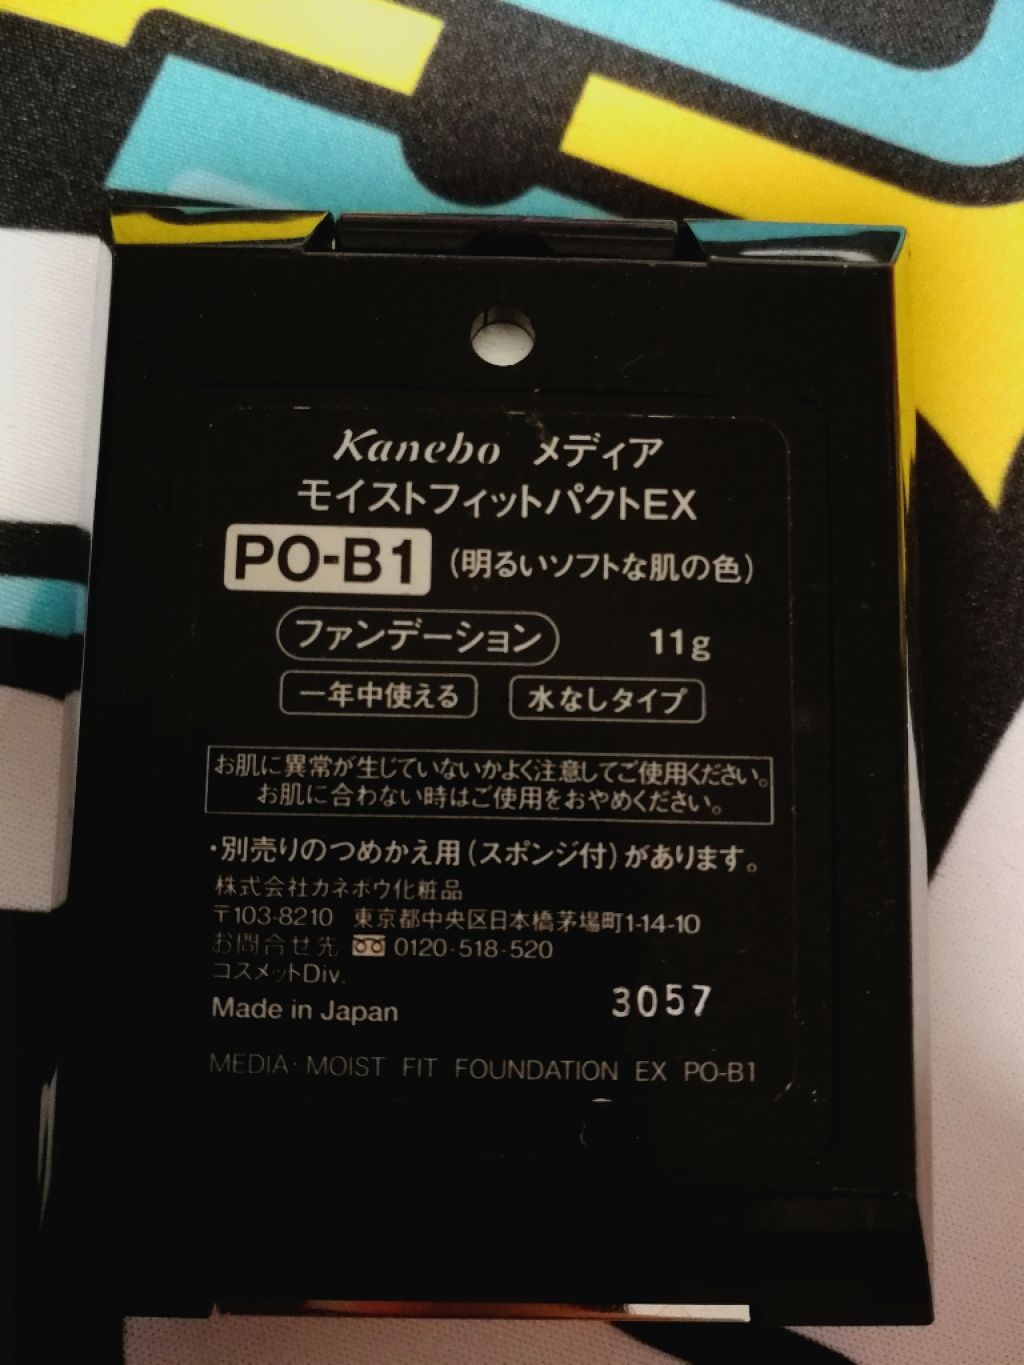 Kanebo メディア
モイストフィットパクトEX
PO-B1 (明るいソフトな肌の色)
ファンデーション 11g
一年中使える 水なしタイプ
お肌に異常が生じていないかよく注意してご使用ください。
お肌に合わない時はご使用をおやめください。
・別売りのつめかえ用(スポンジ付)があります。
株式会社カネボウ化粧品
〒103-8210 東京都中央区日本橋茅場町1-14-10
お問合せ先 0120-518-520
コスメットDiv.
Made in Japan 3057
MEDIA・MOIST FIT FOUNDATION EX PO-B1